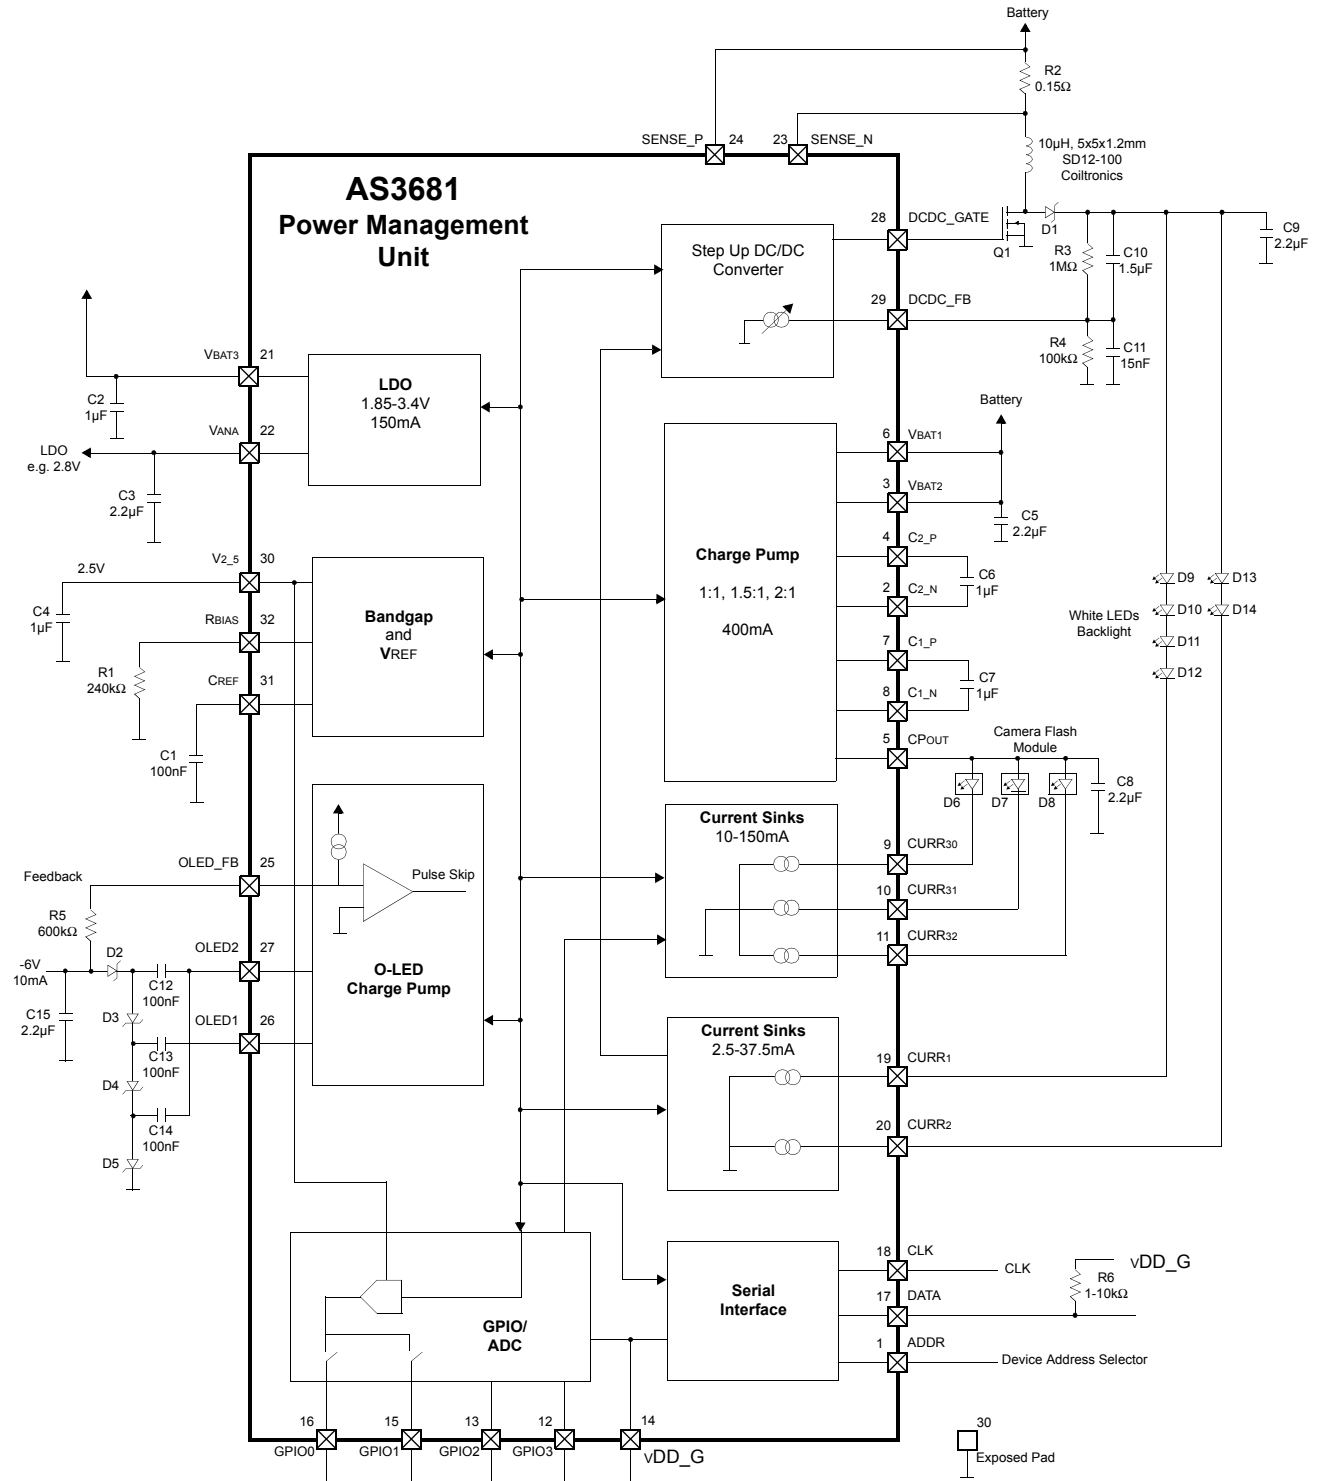 Battery
R2
0.15Ω
SENSE_P
24
23
SENSE_N
10µH, 5x5x1.2mm
SD12-100
Coiltronics
AS3681
Power Management
Unit
28
DCDC_GATE
Q1
D1
R3
1MΩ
C10
1.5µF
C9
2.2µF
Step Up DC/DC
Converter
29
DCDC_FB
R4
100kΩ
C11
15nF
VBAT3
21
C2
1µF
LDO
1.85-3.4V
150mA
VANA
22
LDO
e.g. 2.8V
C3
2.2µF
Battery
6
VBAT1
3
VBAT2
C5
2.2µF
4
C2_P
2
C2_N
C6
1µF
7
C1_P
8
C1_N
C7
1µF
5
CPOUT
Charge Pump
1:1, 1.5:1, 2:1
400mA
V2_5
30
2.5V
C4
1µF
RBIAS
32
R1
240kΩ
CREF
31
C1
100nF
Bandgap
and
VREF
White LEDs
Backlight
D9
D10
D11
D12
D13
D14
Camera Flash
Module
D6
D7
D8
C8
2.2µF
Current Sinks
10-150mA
9
CURR30
10
CURR31
11
CURR32
OLED_FB
25
Feedback
Pulse Skip
R5
600kΩ
OLED2
27
-6V
10mA
D2
C12
100nF
C15
2.2µF
D3
OLED1
26
C13
100nF
D4
C14
100nF
D5
O-LED
Charge Pump
Current Sinks
2.5-37.5mA
19
CURR1
20
CURR2
GPIO/
ADC
Serial
Interface
18
CLK
CLK
17
DATA
R6
1-10kΩ
VDD_G
1
ADDR
Device Address Selector
16
GPIO0
15
GPIO1
13
GPIO2
12
GPIO3
14
VDD_G
30
Exposed Pad